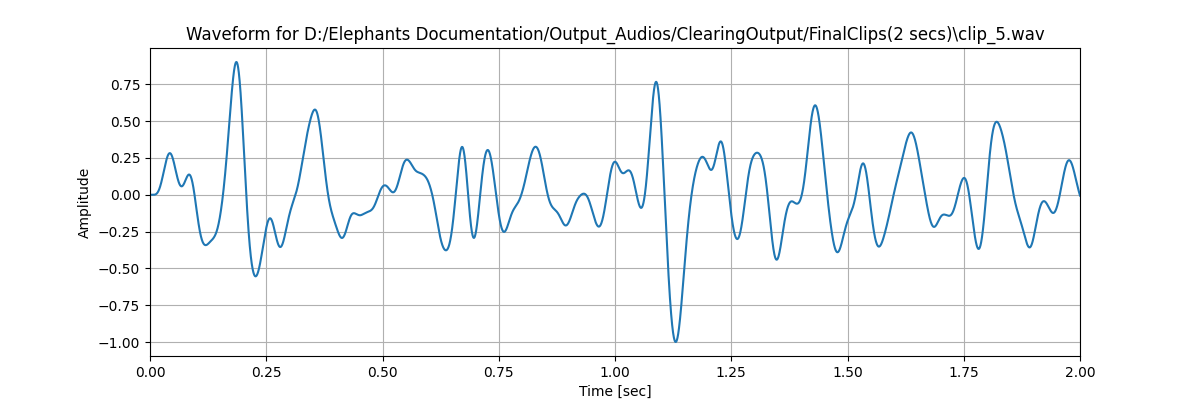 Waveform for D:/Elephants Documentation/Output_Audios/ClearingOutput/FinalClips(2 secs)\clip_5.wav
Amplitude
0.75
0.50
0.25
0.00
−0.25
−0.50
−0.75
−1.00
0.00 0.25 0.50 0.75 1.00 1.25 1.50 1.75 2.00
Time [sec]